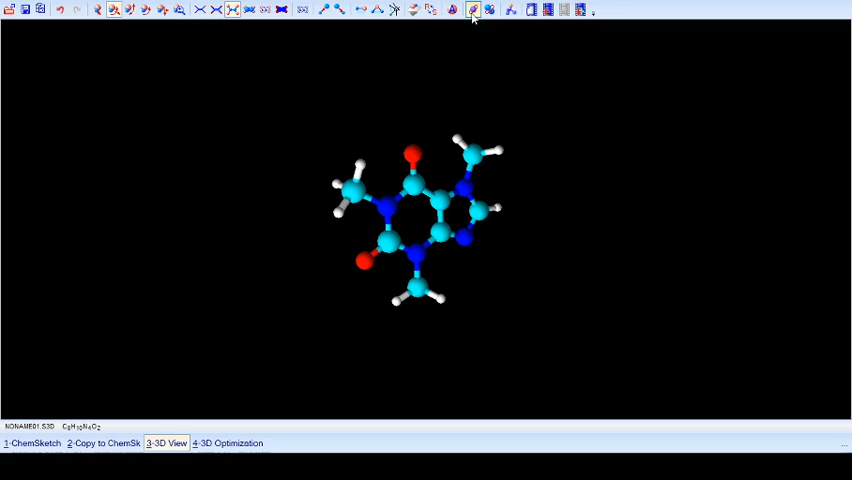 NONAME01.S3D C₈H₁₀N₄O₂
1-ChemSketch 2-Copy to ChemSk 3-3D View 4-3D Optimization ...